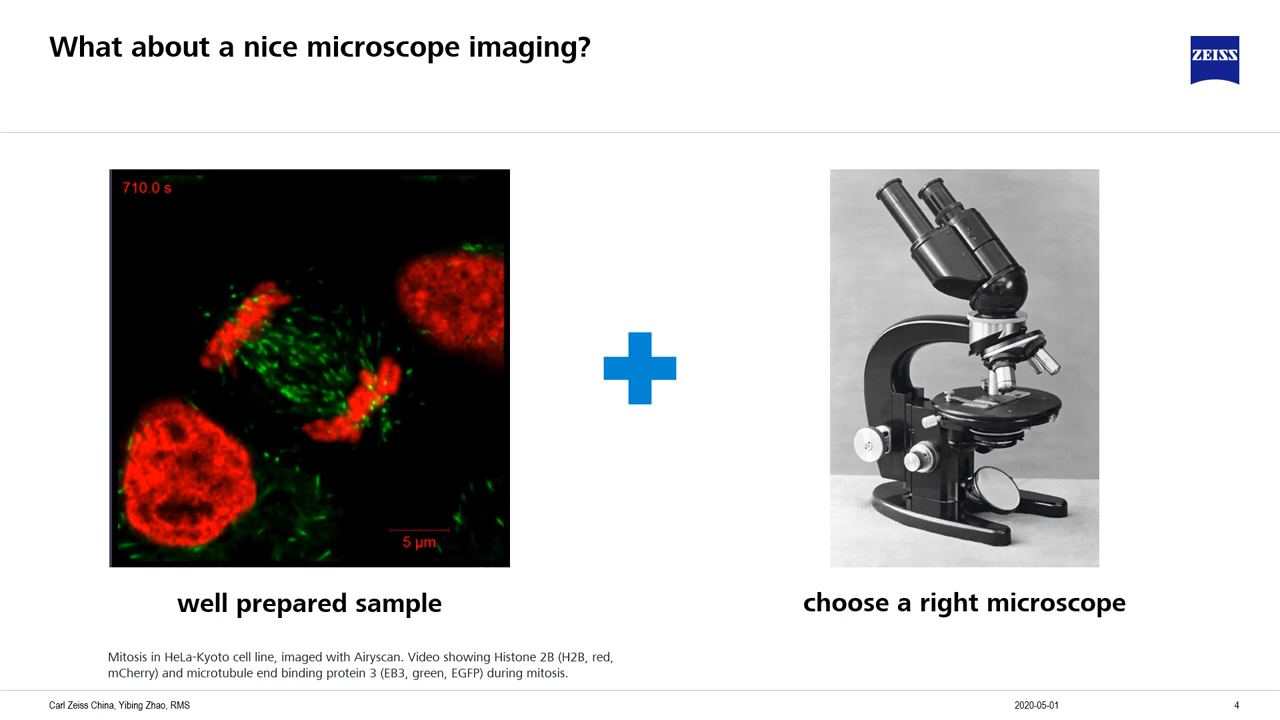 What about a nice microscope imaging?
ZEISS
710.0 s
5 µm
well prepared sample
choose a right microscope
Mitosis in HeLa-Kyoto cell line, imaged with Airyscan. Video showing Histone 2B (H2B, red,
mCherry) and microtubule end binding protein 3 (EB3, green, EGFP) during mitosis.
Carl Zeiss China, Yibing Zhao, RMS
2020-05-01
4